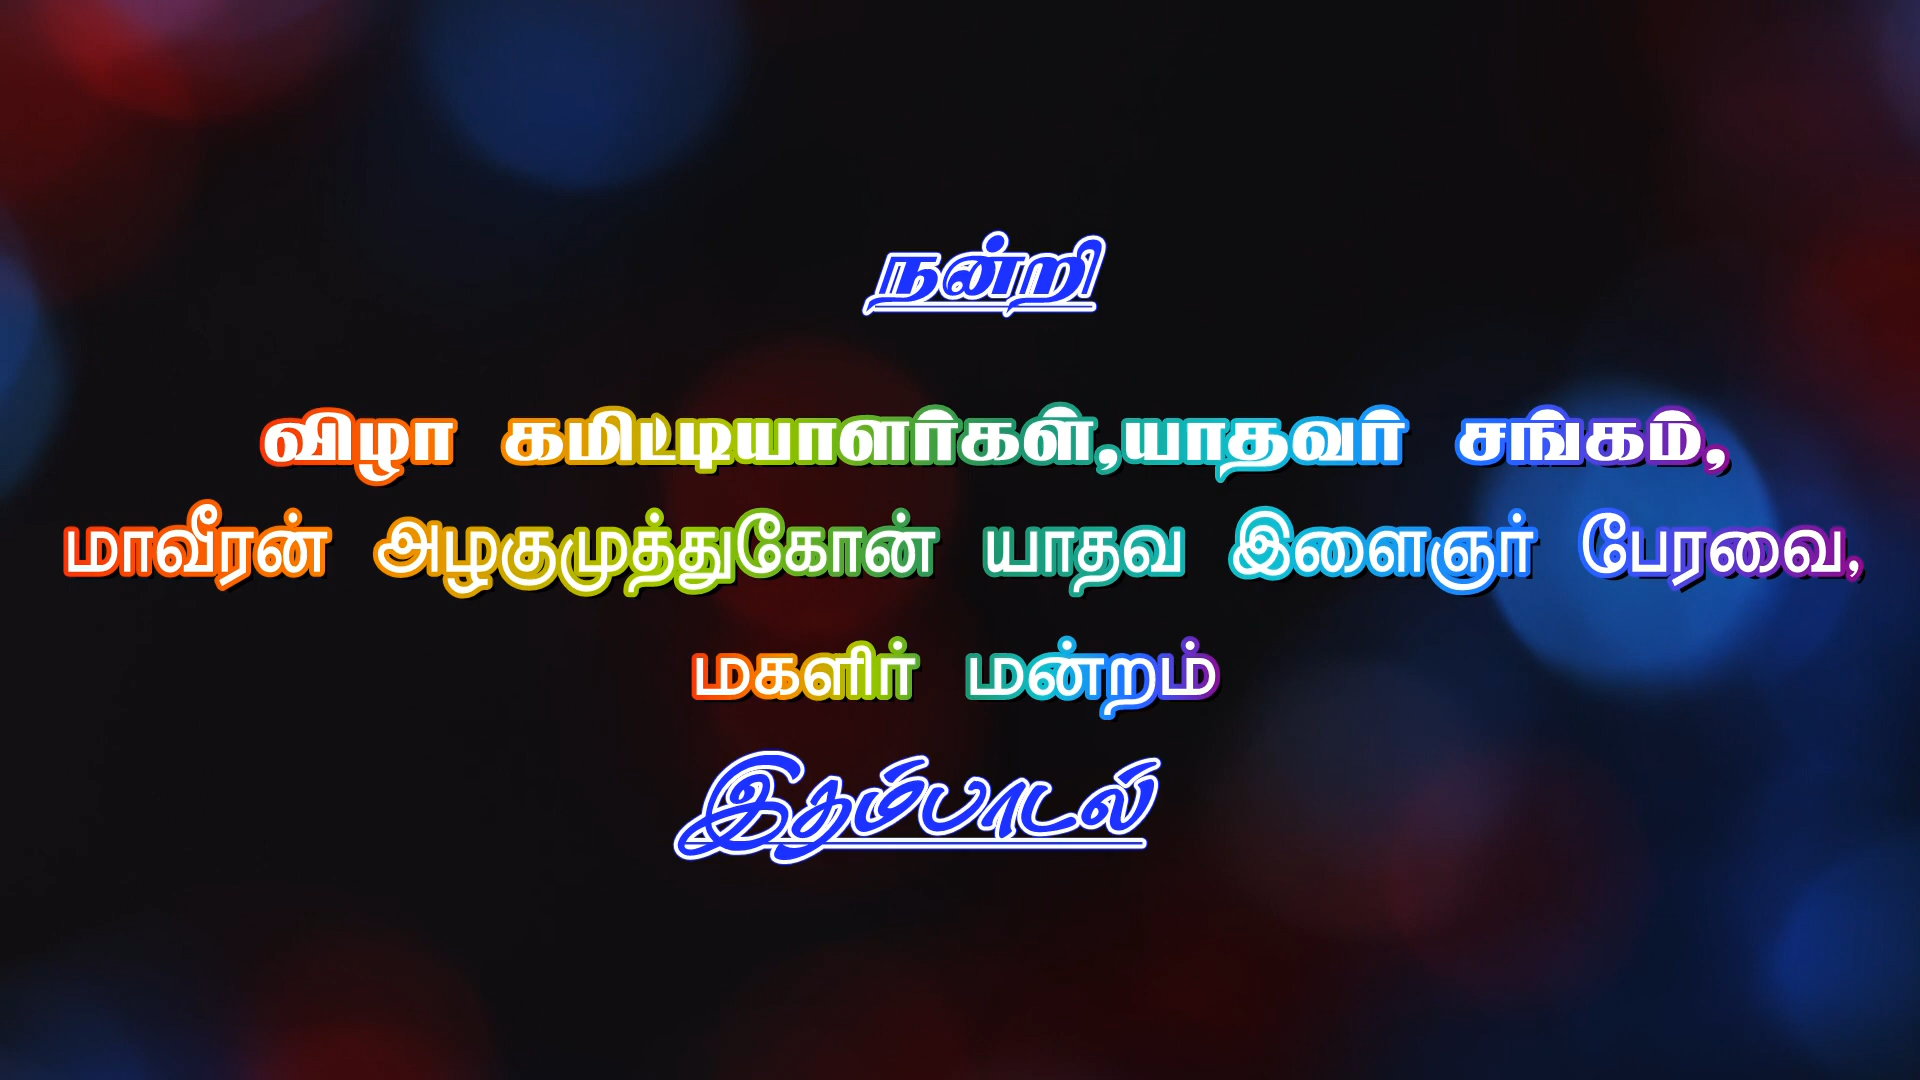 நன்றி
விழா கமிட்டியாளர்கள்,யாதவர் சங்கம்,
மாவீரன் அழகுமுத்துகோன் யாதவ இளைஞர் பேரவை,
மகளிர் மன்றம்
இதம்பாடல்